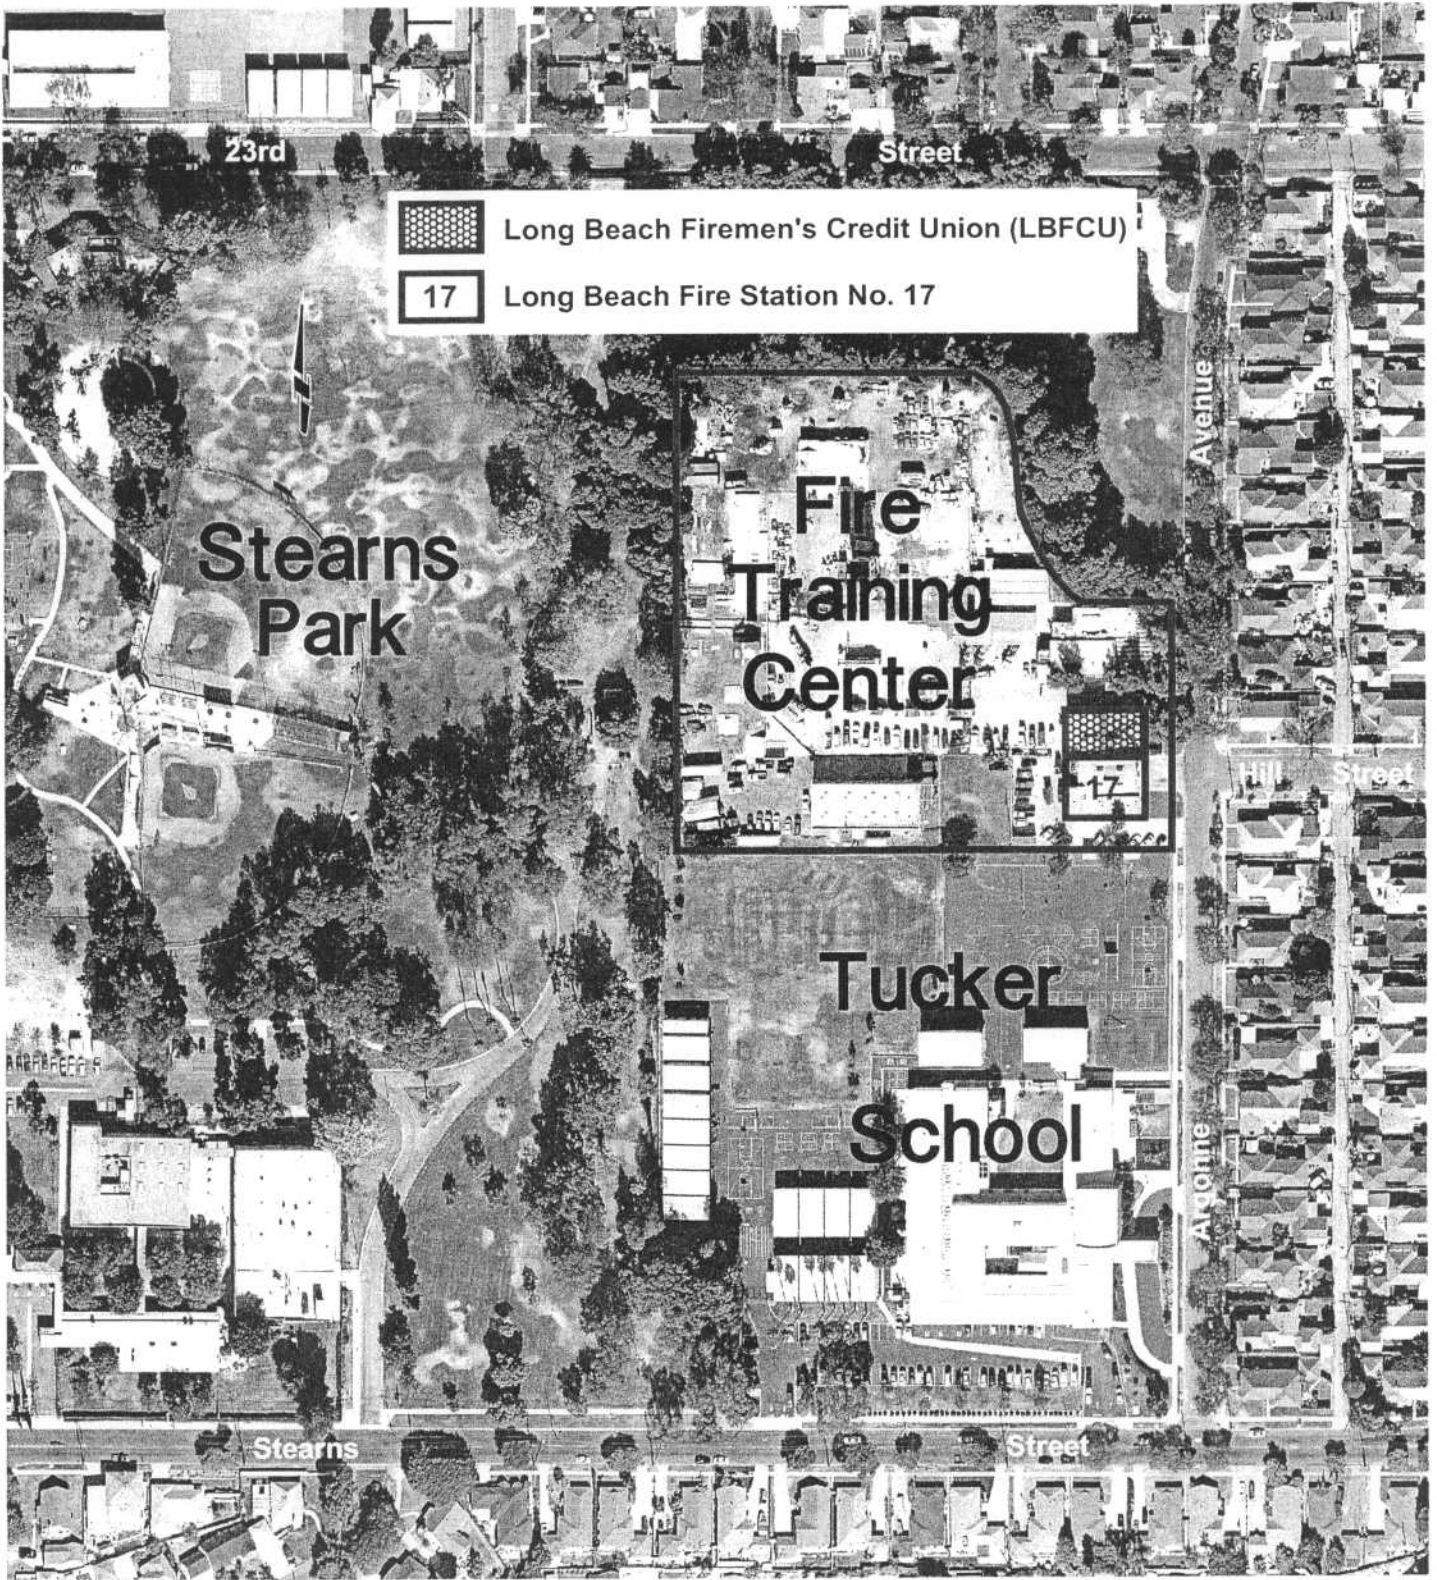 23rd Street
Long Beach Firemen's Credit Union (LBFCU)
17 Long Beach Fire Station No. 17
Avenue
Fire
Training
Center
Stearns
Park
17
Hill Street
Tucker
School
Argonne
Stearns Street